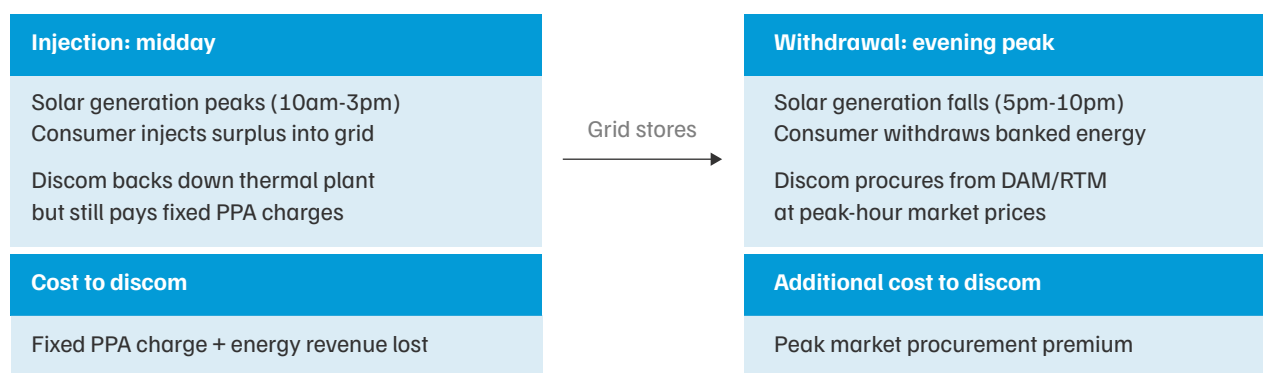 Injection: midday
Solar generation peaks (10am-3pm)
Consumer injects surplus into grid
Discom backs down thermal plant
but still pays fixed PPA charges
Cost to discom
Fixed PPA charge + energy revenue lost
Grid stores
Withdrawal: evening peak
Solar generation falls (5pm-10pm)
Consumer withdraws banked energy
Discom procures from DAM/RTM
at peak-hour market prices
Additional cost to discom
Peak market procurement premium